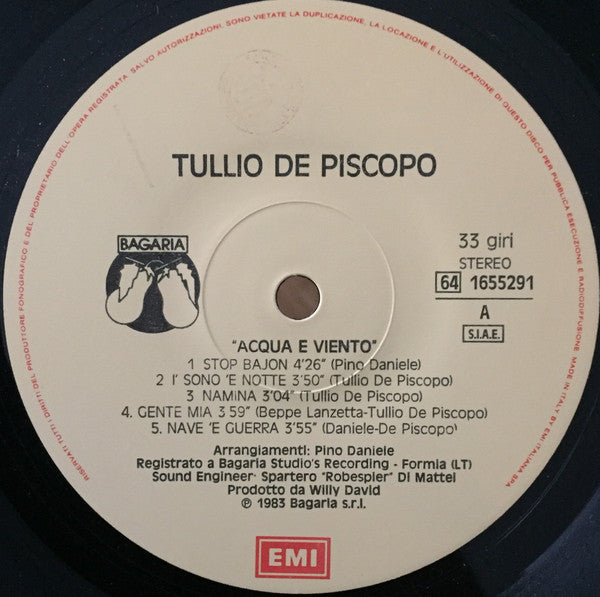 RISERVATI TUTTI I DIRITTI DEL PRODUTTORE FONOGRAFICO E DEL PROPRIETARIO DELL'OPERA REGISTRATA. SALVO AUTORIZZAZIONI, SONO VIETATE LA DUPLICAZIONE, LA LOCAZIONE E L'UTILIZZAZIONE DI QUESTO DISCO PER PUBBLICA ESECUZIONE E RADIODIFFUSIONE. MADE IN ITALY BY EMI ITALIANA SPA
TULLIO DE PISCOPO
BAGARIA
33 giri
STEREO
64 1655291
A
S.I.A.E.
"ACQUA E VIENTO"
1 STOP BAJON 4'26" (Pino Daniele)
2 I' SONO 'E NOTTE 3'50" (Tullio De Piscopo)
3 NAMINA 3'04" (Tullio De Piscopo)
4. GENTE MIA 3 59" (Beppe Lanzetta-Tullio De Piscopo)
5. NAVE 'E GUERRA 3'55" (Daniele-De Piscopo)
Arrangiamenti: Pino Daniele
Registrato a Bagaria Studio's Recording - Formia (LT)
Sound Engineer: Spartero "Robespier" Di Mattei
Prodotto da Willy David
℗ 1983 Bagaria s.r.l.
EMI